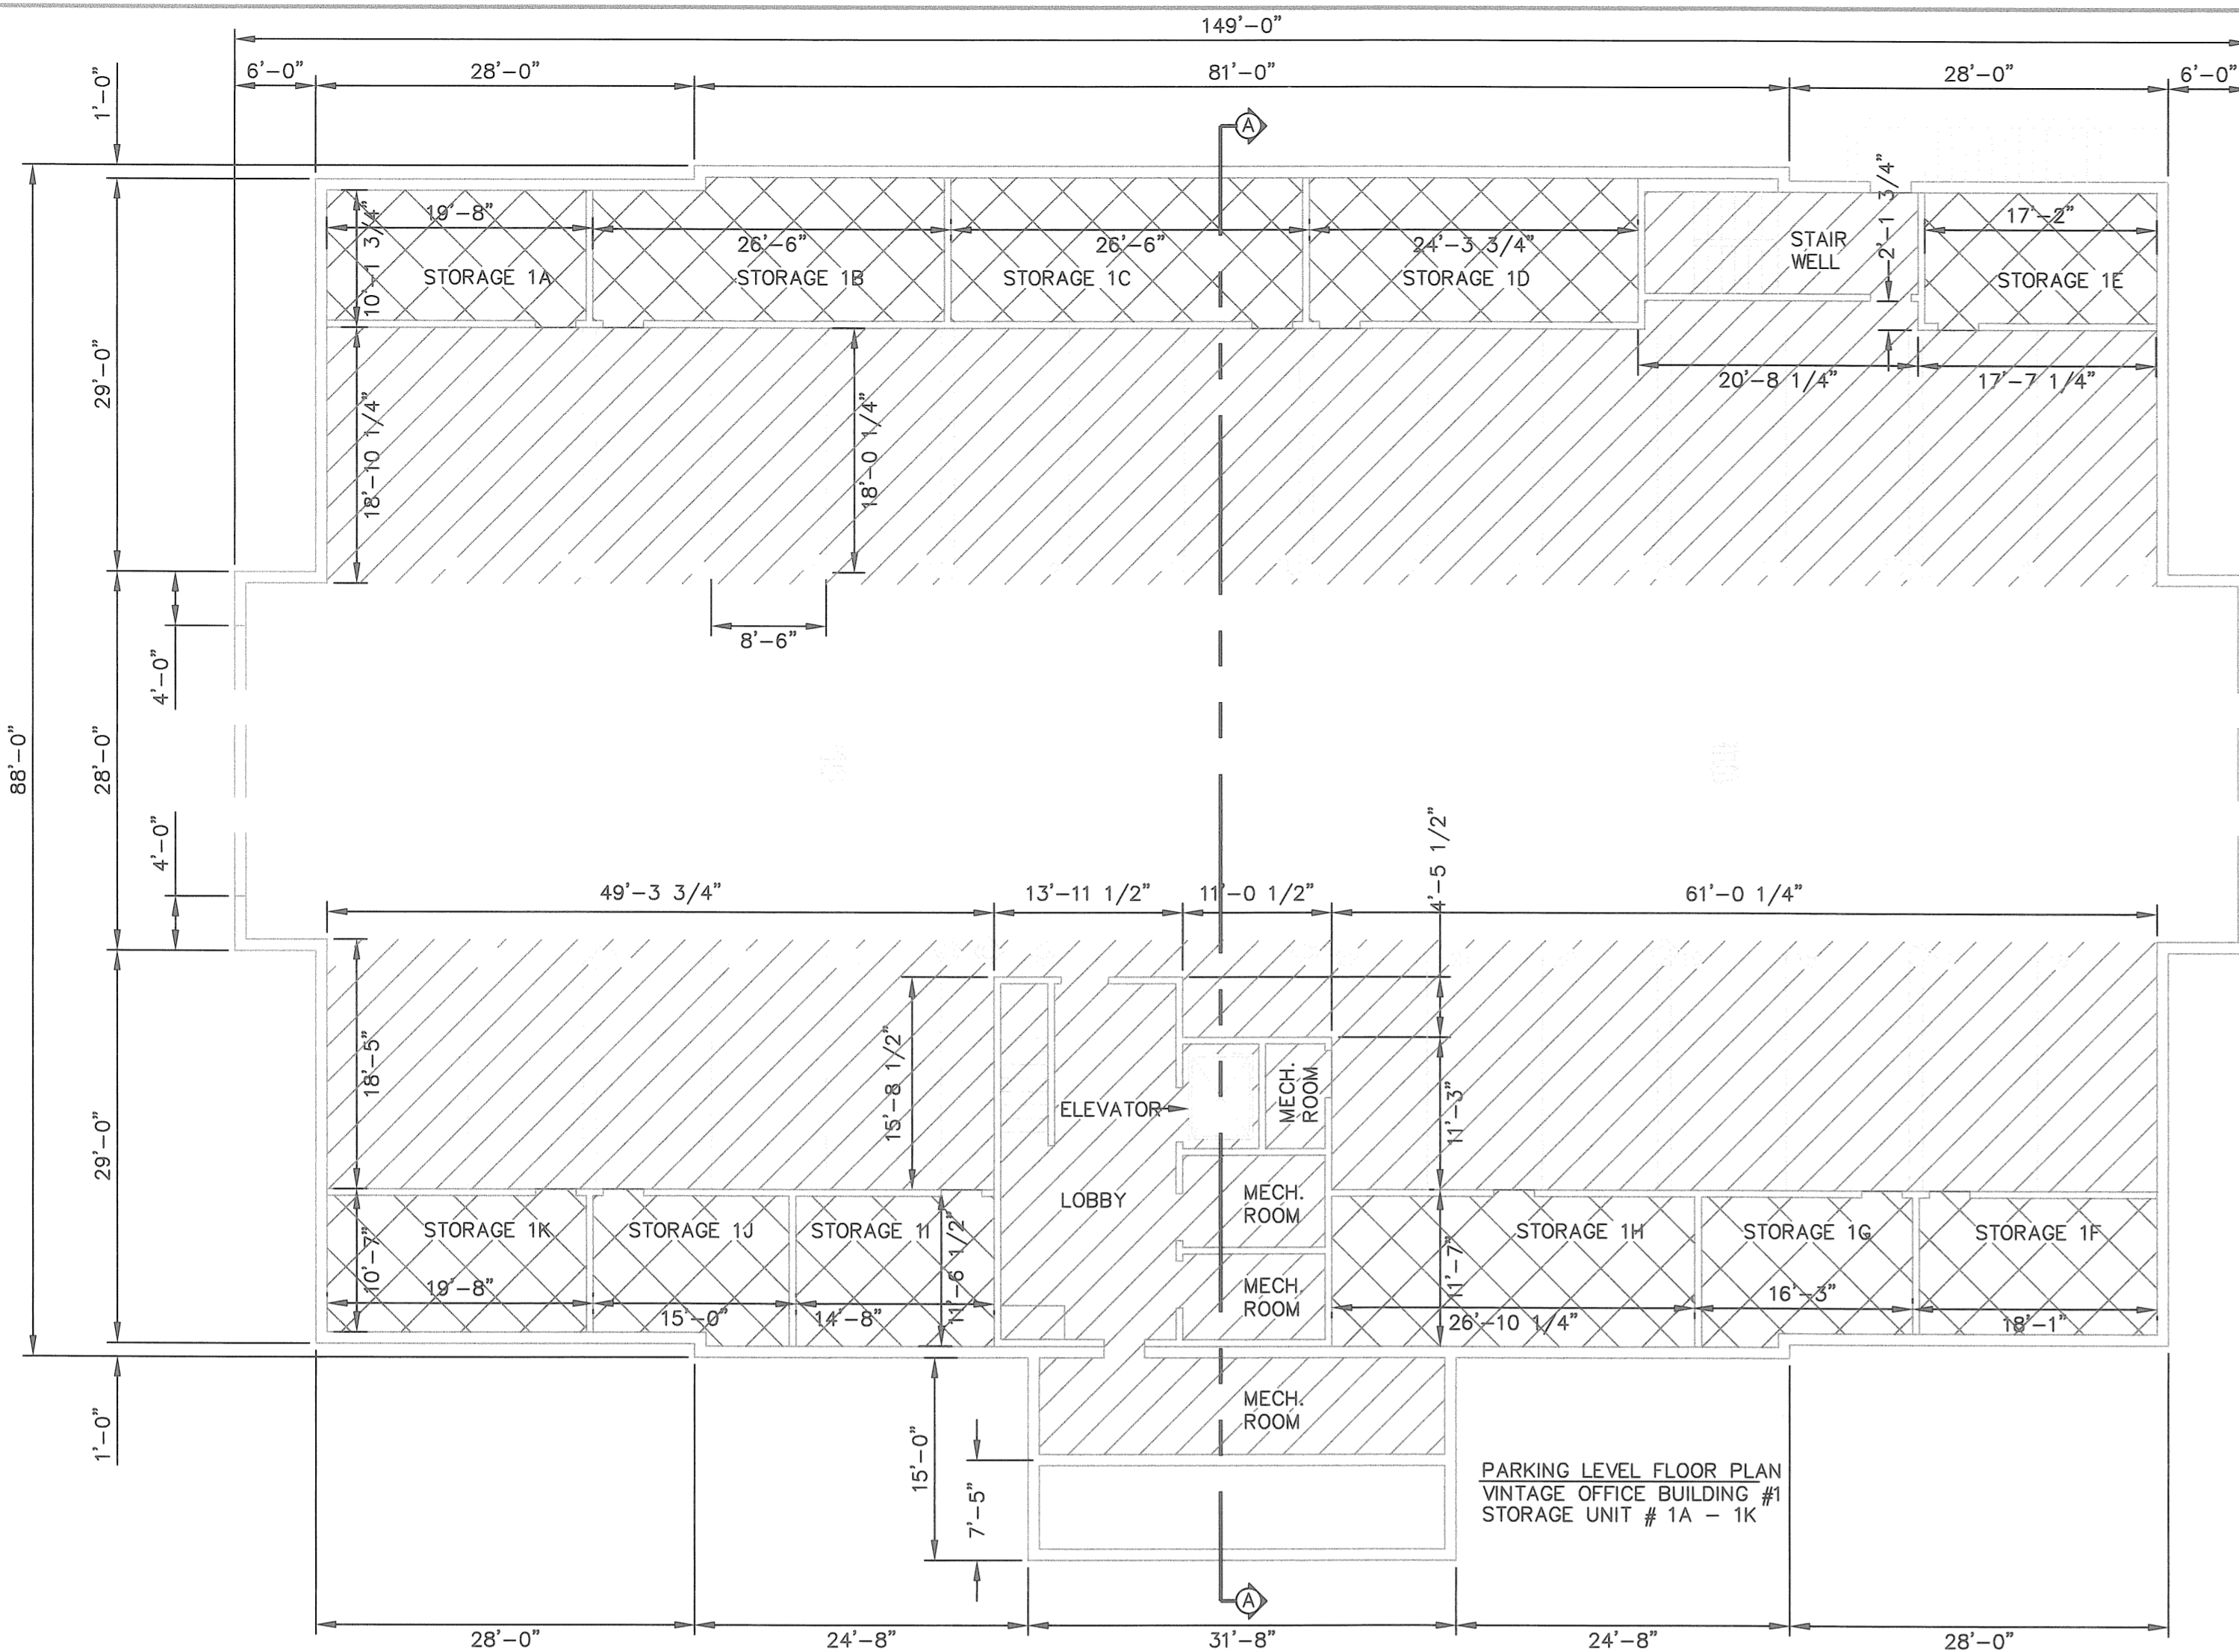 149'-0"
6'-0"
28'-0"
81'-0"
28'-0"
6'-0"
1'-0"
A
19'-8"
26'-6"
26'-6"
24'-3 3/4"
17'-2"
2'-1 3/4"
10'-1 3/4"
STORAGE 1A
STORAGE 1B
STORAGE 1C
STORAGE 1D
STAIR
WELL
STORAGE 1E
29'-0"
18'-10 1/4"
18'-0 1/4"
20'-8 1/4"
17'-7 1/4"
8'-6"
4'-0"
88'-0"
28'-0"
4'-0"
49'-3 3/4"
13'-11 1/2"
11'-0 1/2"
4'-5 1/2"
61'-0 1/4"
18'-5"
15'-8 1/2"
ELEVATOR
MECH.
ROOM
11'-3"
29'-0"
LOBBY
MECH.
ROOM
STORAGE 1K
STORAGE 1J
STORAGE 1I
STORAGE 1H
STORAGE 1G
STORAGE 1F
10'-7"
19'-8"
15'-0"
14'-8"
11'-6 1/2"
MECH.
ROOM
11'-7"
26'-10 1/4"
16'-3"
18'-1"
1'-0"
15'-0"
7'-5"
MECH.
ROOM
PARKING LEVEL FLOOR PLAN
VINTAGE OFFICE BUILDING #1
STORAGE UNIT # 1A - 1K
A
28'-0"
24'-8"
31'-8"
24'-8"
28'-0"